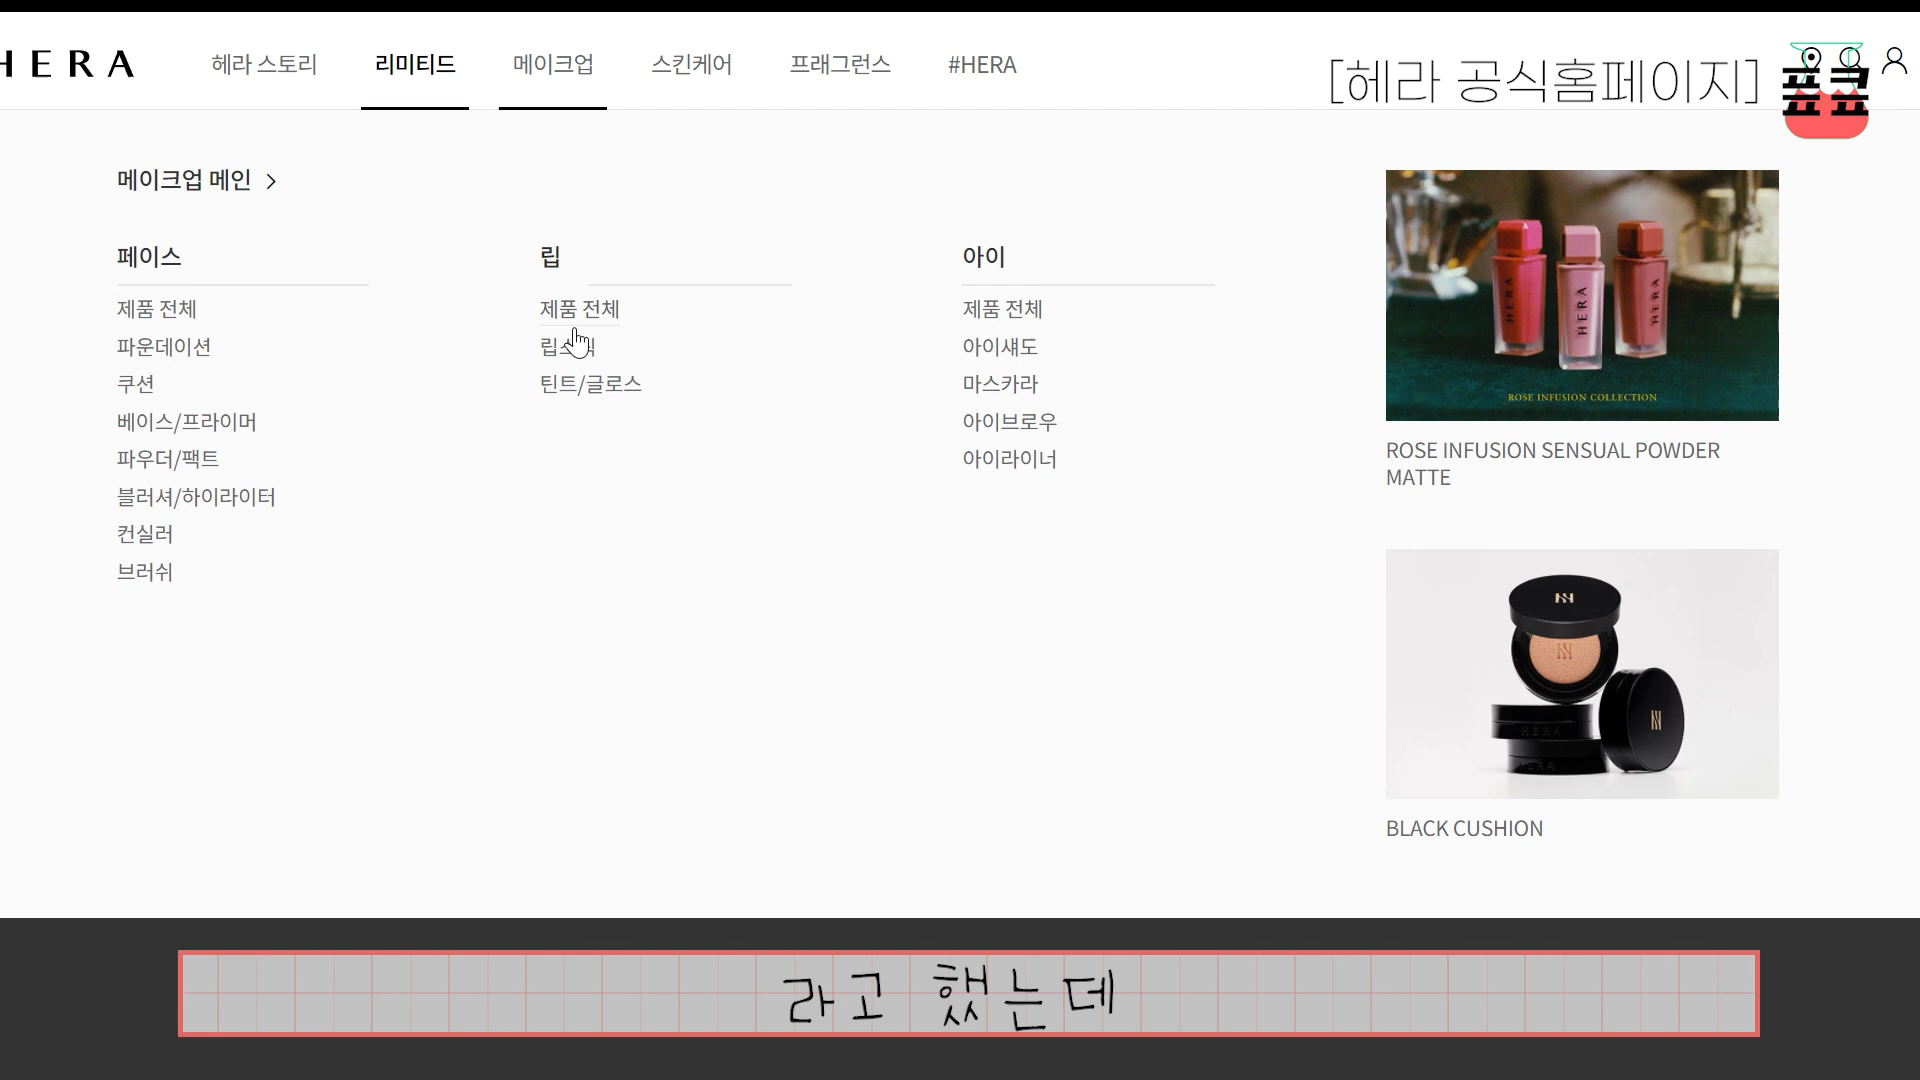 HERA
헤라 스토리
리미티드
메이크업
스킨케어
프래그런스
#HERA
[헤라 공식홈페이지]
메이크업 메인
페이스
제품 전체
파운데이션
쿠션
베이스/프라이머
파우더/팩트
블러셔/하이라이터
컨실러
브러쉬
립
제품 전체
틴트/글로스
아이
제품 전체
아이섀도
마스카라
아이브로우
아이라이너
HERA
HERA
HERA
ROSE INFUSION COLLECTION
ROSE INFUSION SENSUAL POWDER
MATTE
HERA
BLACK CUSHION
라고 했는데